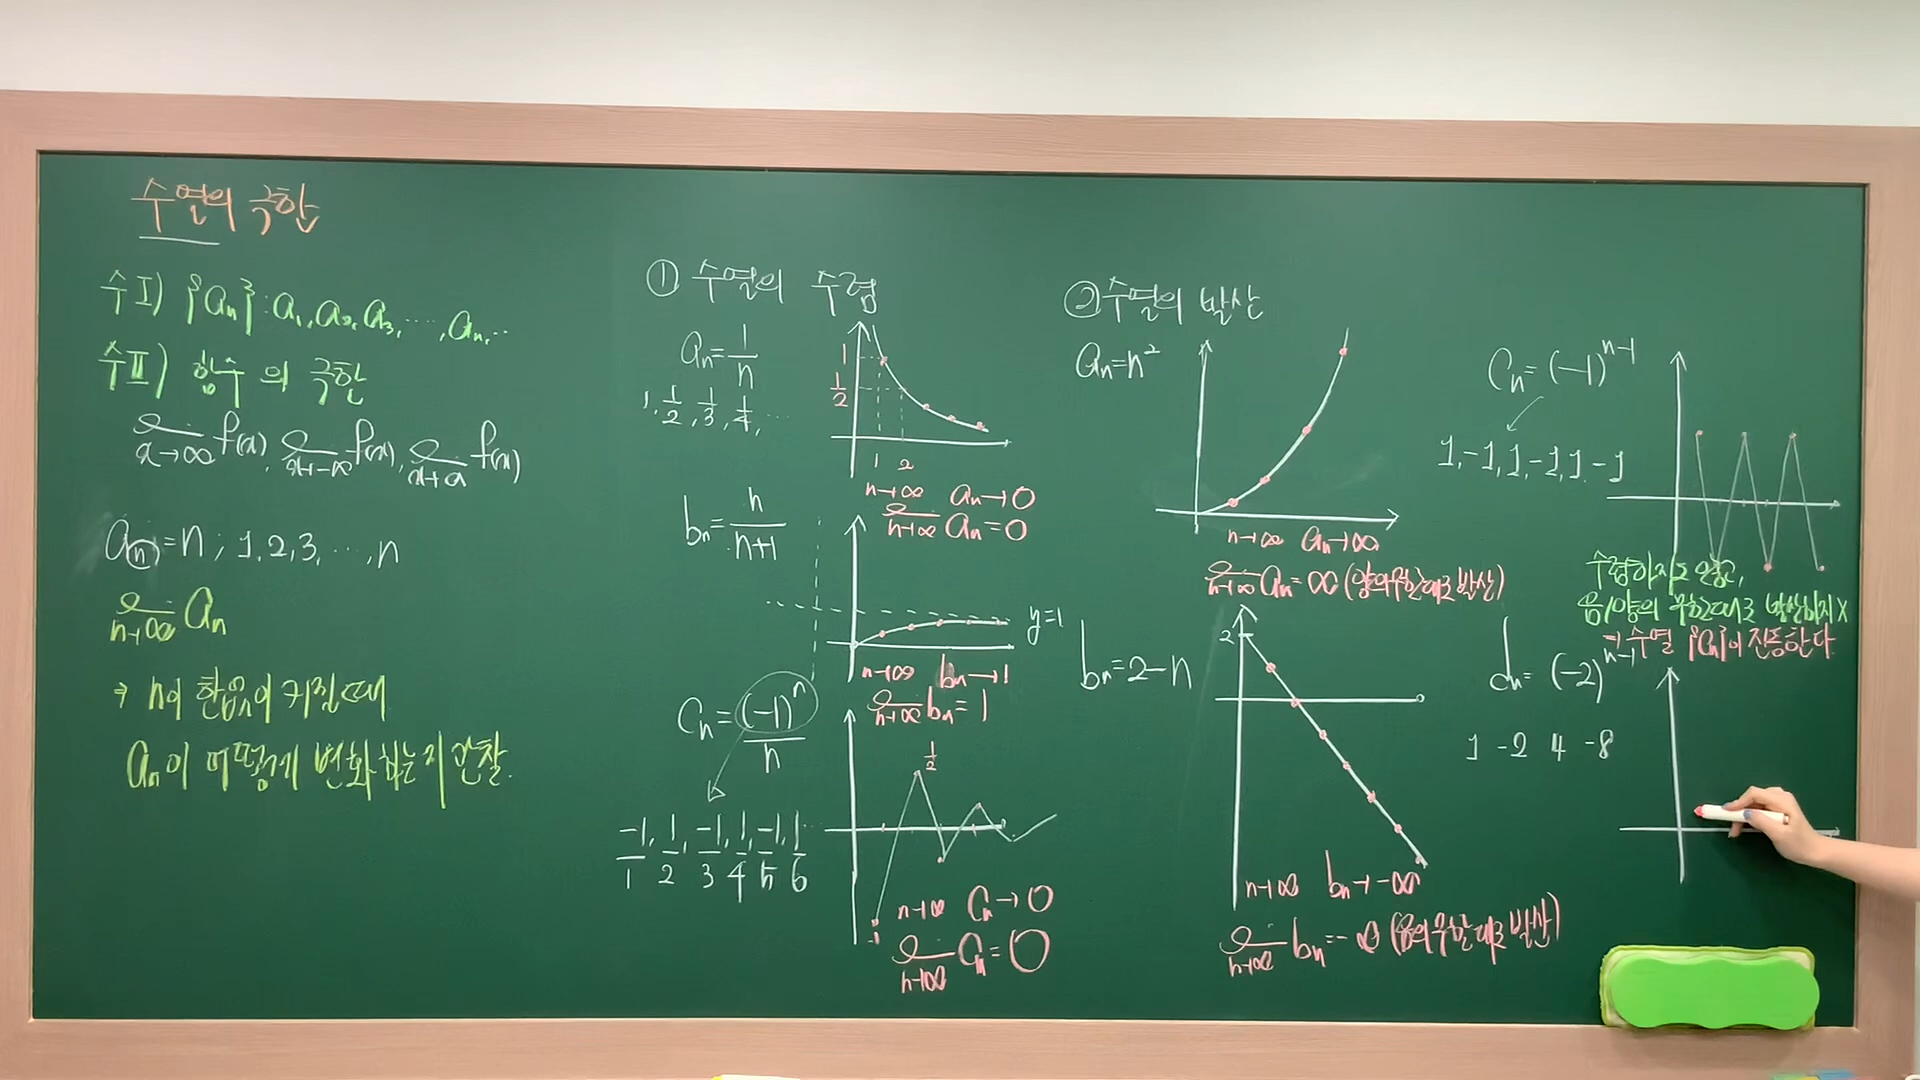 수열의 극한
수Ⅰ) {aₙ} : a₁, a₂, a₃, ⋯, aₙ, ⋯
수Ⅱ) 함수의 극한
lim x→∞ f(x), lim x→-∞ f(x), lim x→a f(x)
aₙ = n ; 1, 2, 3, ⋯, n
lim n→∞ aₙ
⇒ n이 한없이 커질 때
aₙ이 어떻게 변화하는지 관찰.
① 수열의 수렴
aₙ = 1/n
1, 1/2, 1/3, 1/4, ⋯
1
1/2
1 2
n→∞ aₙ→0
lim n→∞ aₙ = 0
bₙ = n/(n+1)
y=1
n→∞ bₙ→1
lim n→∞ bₙ = 1
cₙ = (-1)ⁿ/n
-1/1, 1/2, -1/3, 1/4, -1/5, 1/6
1/2
-1
n→∞ cₙ→0
lim n→∞ cₙ = 0
② 수열의 발산
aₙ = n²
n→∞ aₙ→∞
lim n→∞ aₙ = ∞ (양의 무한대로 발산)
bₙ = 2-n
2
n→∞ bₙ→-∞
lim n→∞ bₙ = -∞ (음의 무한대로 발산)
cₙ = (-1)ⁿ⁻¹
1, -1, 1, -1, 1, -1
수렴하지도 않고,
음/양의 무한대로 발산하지 X
⇒ 수열 {cₙ}이 진동한다.
dₙ = (-2)ⁿ⁻¹
1 -2 4 -8